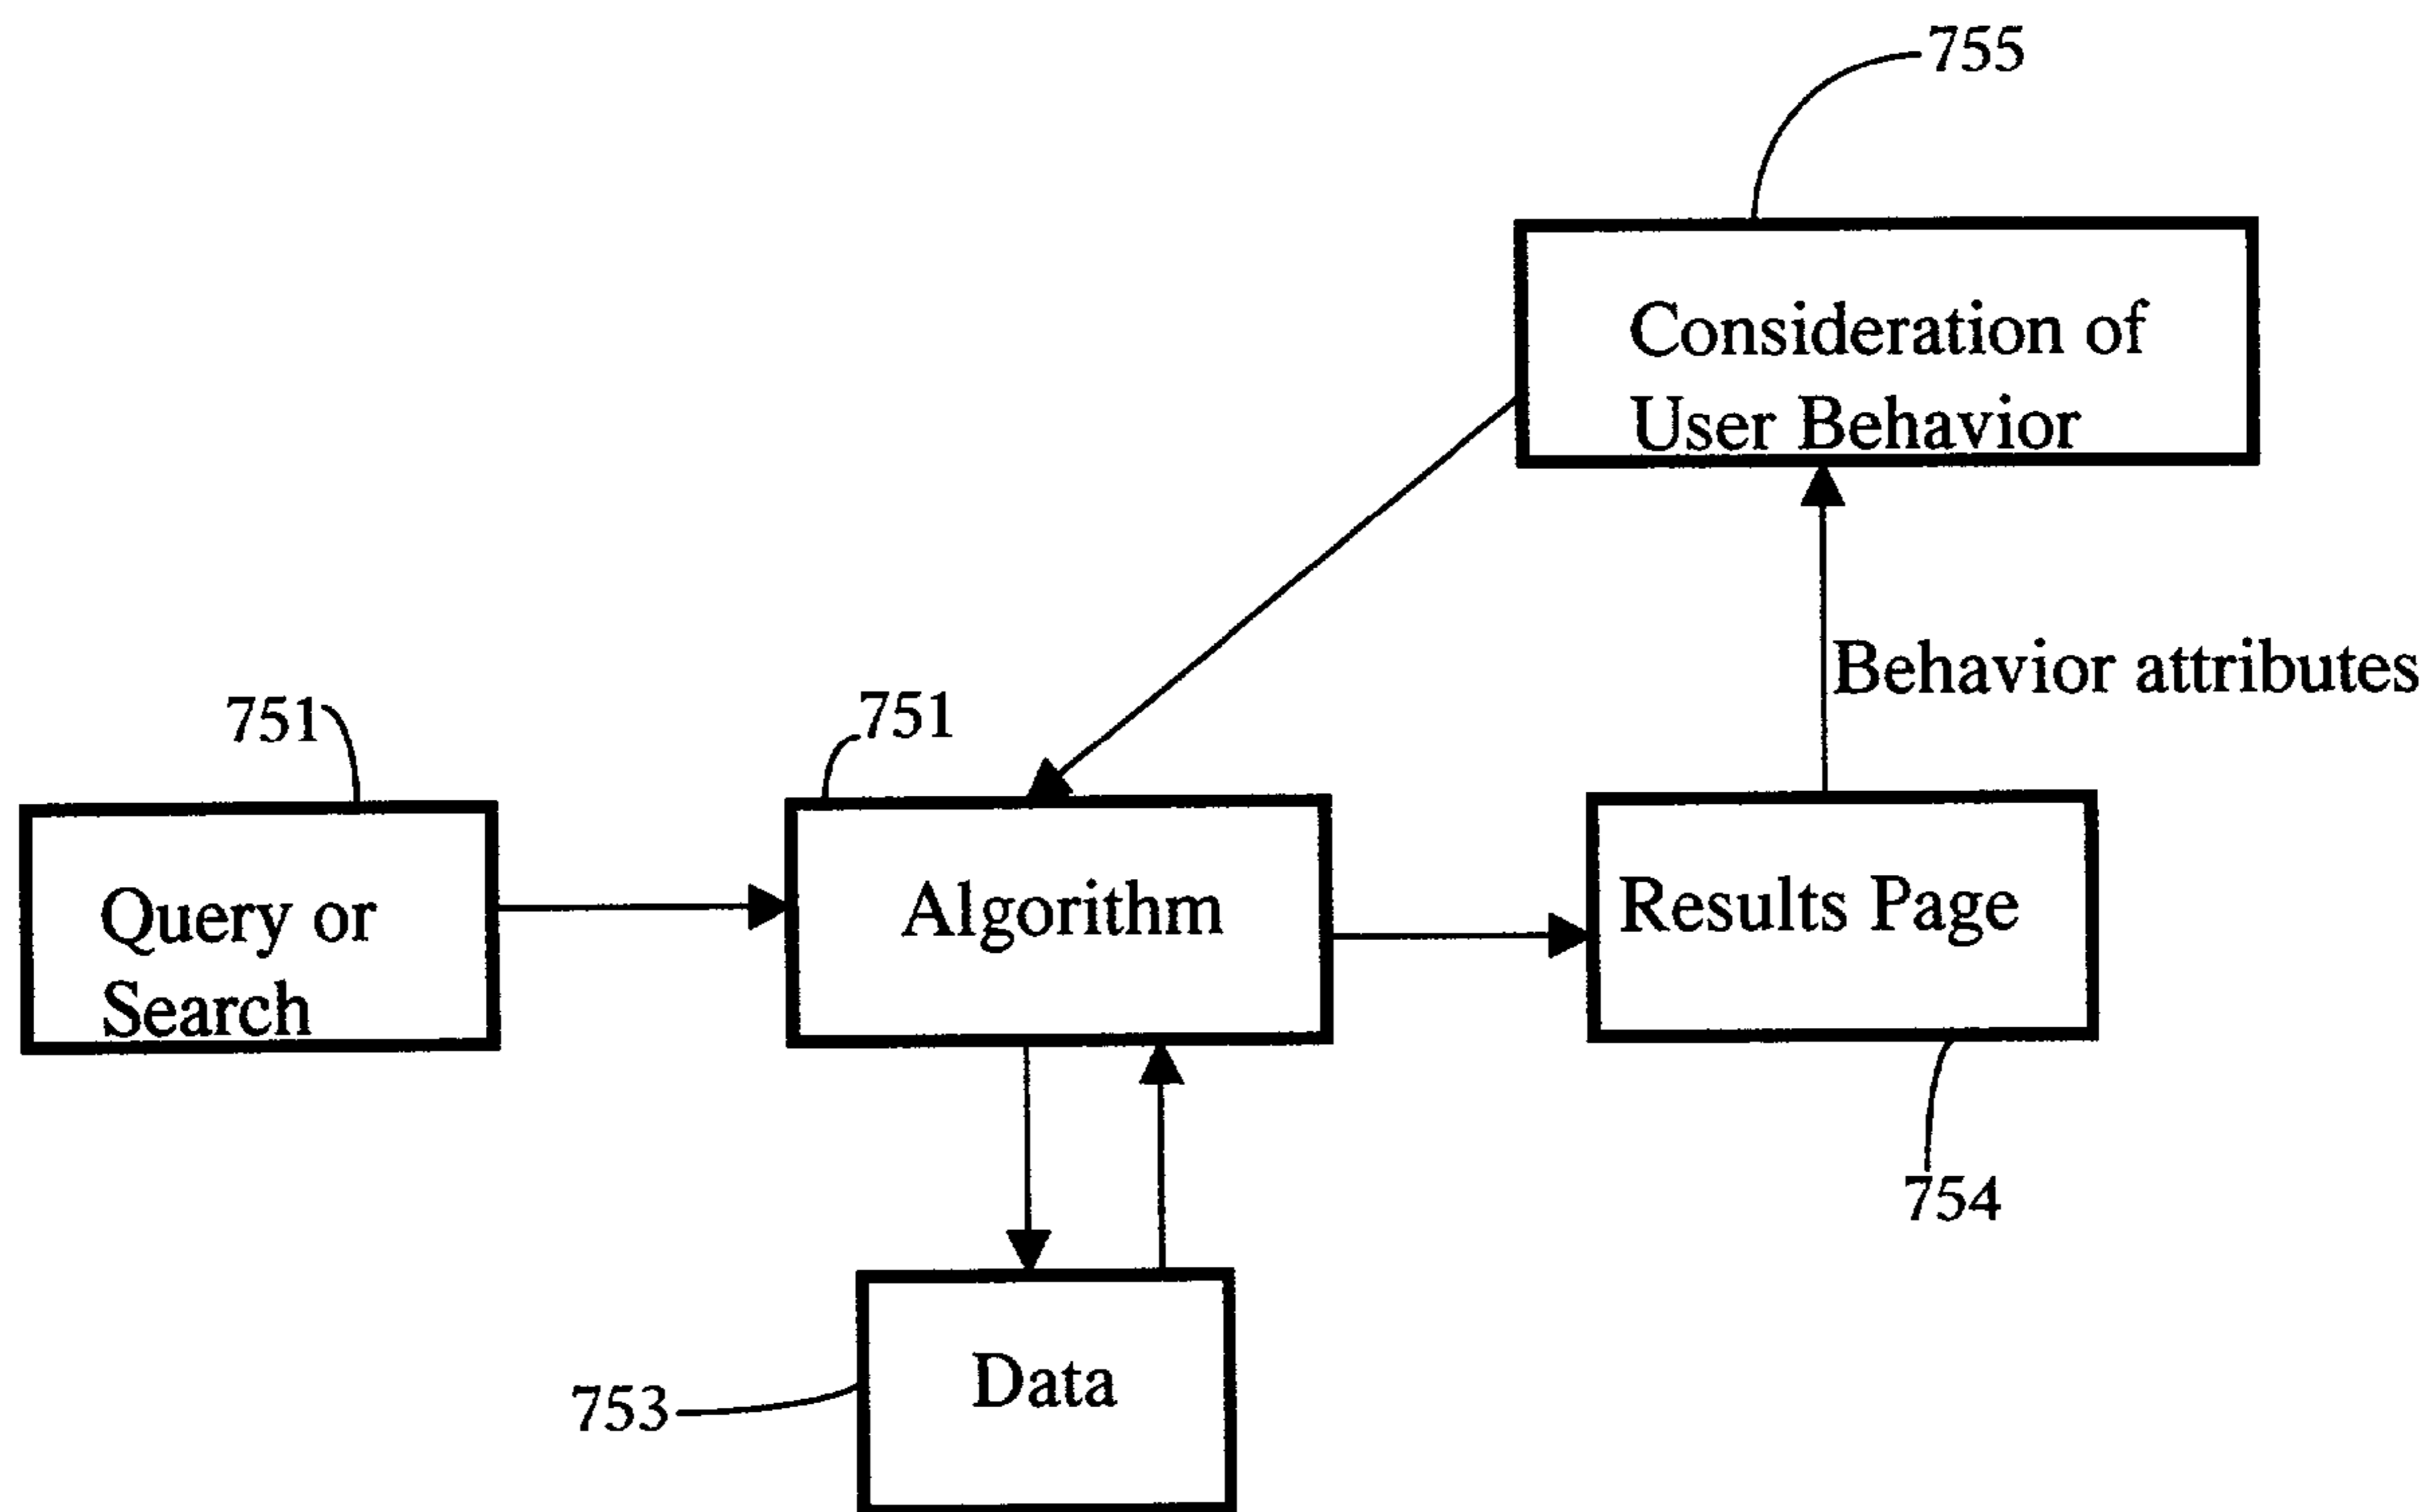 755
Consideration of
User Behavior
Behavior attributes
751
751
Query or
Search
Algorithm
Results Page
754
Data
753